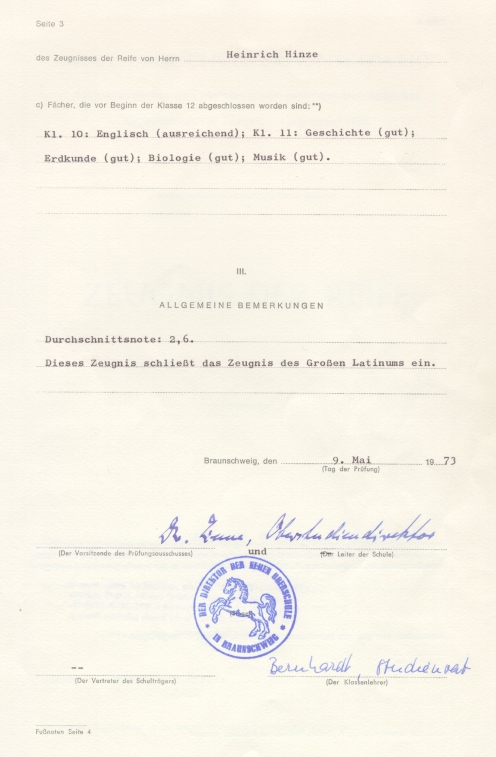 Seite 3
des Zeugnisses der Reife von Herrn Heinrich Hinze
c) Fächer, die vor Beginn der Klasse 12 abgeschlossen worden sind: **)
Kl. 10: Englisch (ausreichend); Kl. 11: Geschichte (gut);
Erdkunde (gut); Biologie (gut); Musik (gut).
III.
ALLGEMEINE BEMERKUNGEN
Durchschnittsnote: 2,6.
Dieses Zeugnis schließt das Zeugnis des Großen Latinums ein.
Braunschweig, den 9. Mai 1973
(Tag der Prüfung)
Dr. Oberstudiendirektor
(Der Vorsitzende des Prüfungsausschusses) und Der Leiter der Schule)
DER DIREKTOR DER NEUEN OBERSCHULE
IN BRAUNSCHWEIG
-- Bernhardt, Studienrat
(Der Vertreter des Schulträgers) (Der Klassenlehrer)
Fußnoten Seite 4